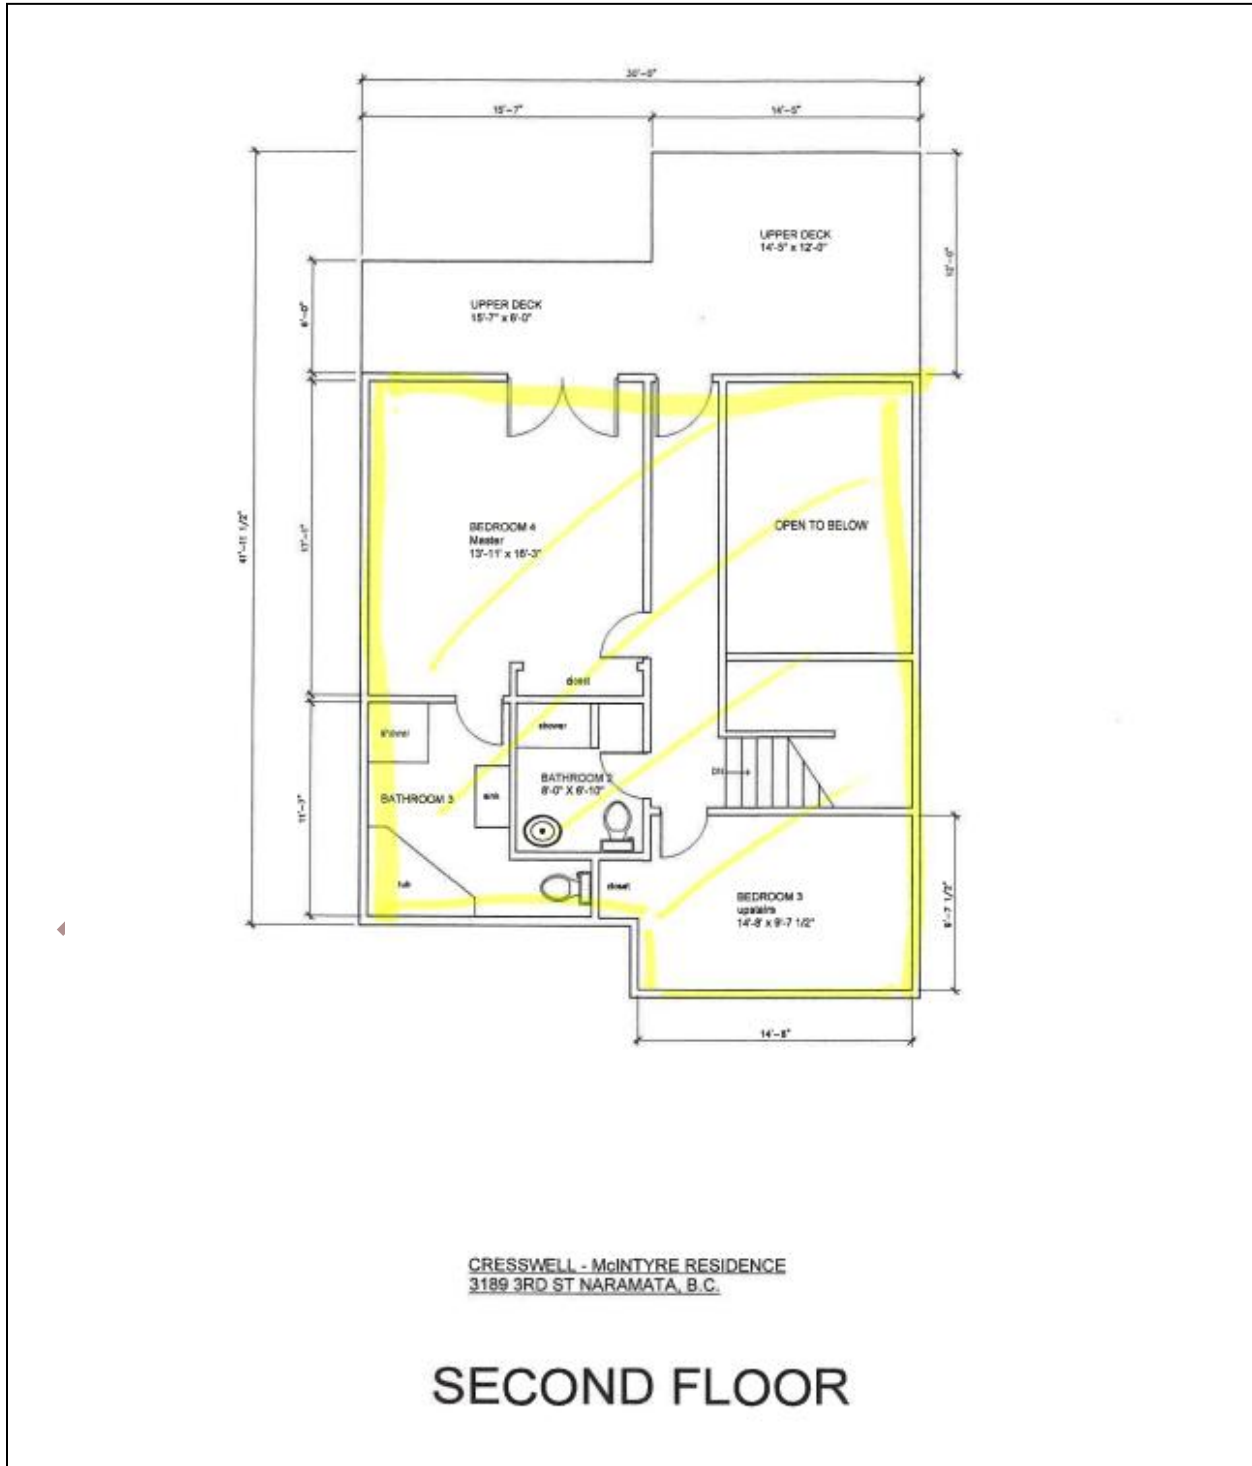 30'-0"
15'-7"
14'-5"
UPPER DECK
14'-5" x 12'-0"
12'-0"
UPPER DECK
15'-7" x 6'-0"
6'-0"
41'-11 1/2"
17'-1"
BEDROOM 4
Master
13'-11' x 16'-3"
OPEN TO BELOW
closet
shower
shower
BATHROOM 2
8'-0" X 6'-10"
DN
BATHROOM 3
sink
11'-7"
tub
closet
BEDROOM 3
upstairs
14'-8' x 9'-7 1/2"
9'-7 1/2"
14'-8"
CRESSWELL - McINTYRE RESIDENCE
3189 3RD ST NARAMATA, B.C.
SECOND FLOOR